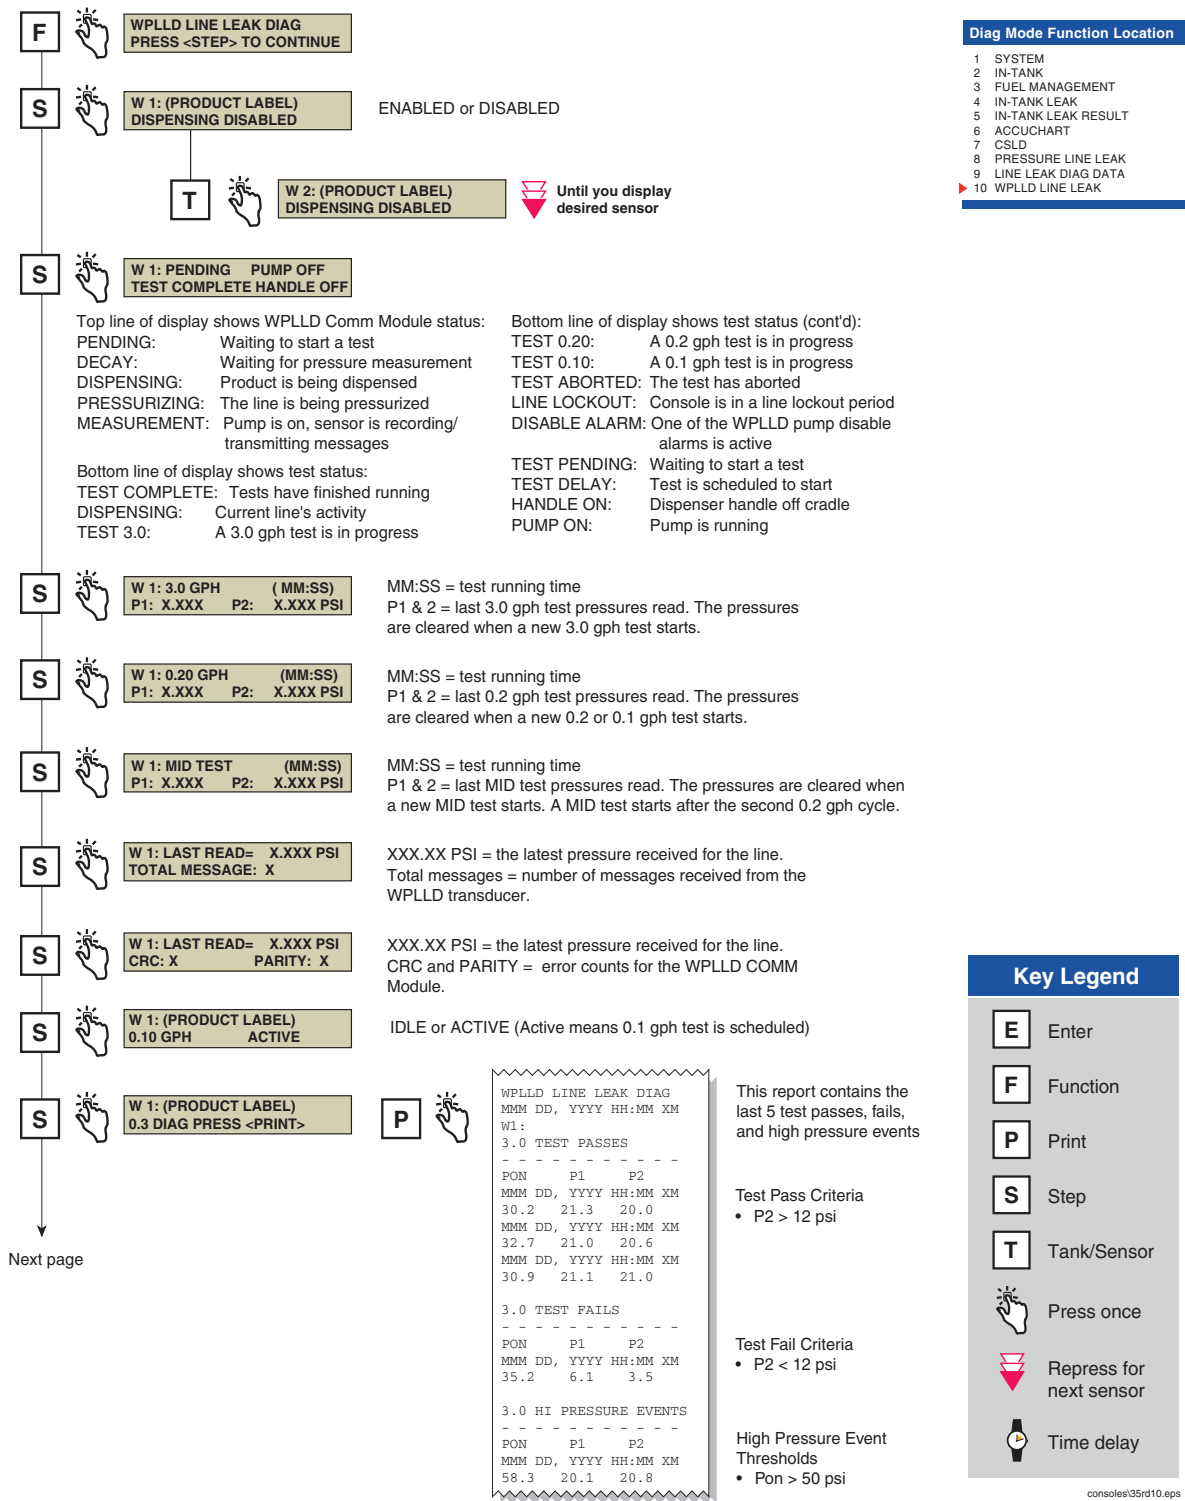 F
WPLLD LINE LEAK DIAG
PRESS <STEP> TO CONTINUE
Diag Mode Function Location
1 SYSTEM
2 IN-TANK
3 FUEL MANAGEMENT
4 IN-TANK LEAK
5 IN-TANK LEAK RESULT
6 ACCUCHART
7 CSLD
8 PRESSURE LINE LEAK
9 LINE LEAK DIAG DATA
10 WPLLD LINE LEAK
S
W 1: (PRODUCT LABEL)
DISPENSING DISABLED
ENABLED or DISABLED
T
W 2: (PRODUCT LABEL)
DISPENSING DISABLED
Until you display
desired sensor
S
W 1: PENDING PUMP OFF
TEST COMPLETE HANDLE OFF
Top line of display shows WPLLD Comm Module status:
PENDING: Waiting to start a test
DECAY: Waiting for pressure measurement
DISPENSING: Product is being dispensed
PRESSURIZING: The line is being pressurized
MEASUREMENT: Pump is on, sensor is recording/
transmitting messages
Bottom line of display shows test status:
TEST COMPLETE: Tests have finished running
DISPENSING: Current line's activity
TEST 3.0: A 3.0 gph test is in progress
Bottom line of display shows test status (cont'd):
TEST 0.20: A 0.2 gph test is in progress
TEST 0.10: A 0.1 gph test is in progress
TEST ABORTED: The test has aborted
LINE LOCKOUT: Console is in a line lockout period
DISABLE ALARM: One of the WPLLD pump disable
alarms is active
TEST PENDING: Waiting to start a test
TEST DELAY: Test is scheduled to start
HANDLE ON: Dispenser handle off cradle
PUMP ON: Pump is running
S
W 1: 3.0 GPH ( MM:SS)
P1: X.XXX P2: X.XXX PSI
MM:SS = test running time
P1 & 2 = last 3.0 gph test pressures read. The pressures
are cleared when a new 3.0 gph test starts.
S
W 1: 0.20 GPH (MM:SS)
P1: X.XXX P2: X.XXX PSI
MM:SS = test running time
P1 & 2 = last 0.2 gph test pressures read. The pressures
are cleared when a new 0.2 or 0.1 gph test starts.
S
W 1: MID TEST (MM:SS)
P1: X.XXX P2: X.XXX PSI
MM:SS = test running time
P1 & 2 = last MID test pressures read. The pressures are cleared when
a new MID test starts. A MID test starts after the second 0.2 gph cycle.
S
W 1: LAST READ= X.XXX PSI
TOTAL MESSAGE: X
XXX.XX PSI = the latest pressure received for the line.
Total messages = number of messages received from the
WPLLD transducer.
S
W 1: LAST READ= X.XXX PSI
CRC: X PARITY: X
XXX.XX PSI = the latest pressure received for the line.
CRC and PARITY = error counts for the WPLLD COMM
Module.
S
W 1: (PRODUCT LABEL)
0.10 GPH ACTIVE
IDLE or ACTIVE (Active means 0.1 gph test is scheduled)
S
W 1: (PRODUCT LABEL)
0.3 DIAG PRESS <PRINT>
P
Next page
WPLLD LINE LEAK DIAG
MMM DD, YYYY HH:MM XM
W1:
3.0 TEST PASSES
- - - - - - - - - - -
PON P1 P2
MMM DD, YYYY HH:MM XM
30.2 21.3 20.0
MMM DD, YYYY HH:MM XM
32.7 21.0 20.6
MMM DD, YYYY HH:MM XM
30.9 21.1 21.0
3.0 TEST FAILS
- - - - - - - - - - -
PON P1 P2
MMM DD, YYYY HH:MM XM
35.2 6.1 3.5
3.0 HI PRESSURE EVENTS
- - - - - - - - - - -
PON P1 P2
MMM DD, YYYY HH:MM XM
58.3 20.1 20.8
This report contains the
last 5 test passes, fails,
and high pressure events
Test Pass Criteria
• P2 > 12 psi
Test Fail Criteria
• P2 < 12 psi
High Pressure Event
Thresholds
• Pon > 50 psi
Key Legend
E Enter
F Function
P Print
S Step
T Tank/Sensor
Press once
Repress for
next sensor
Time delay
consoles\35rd10.eps